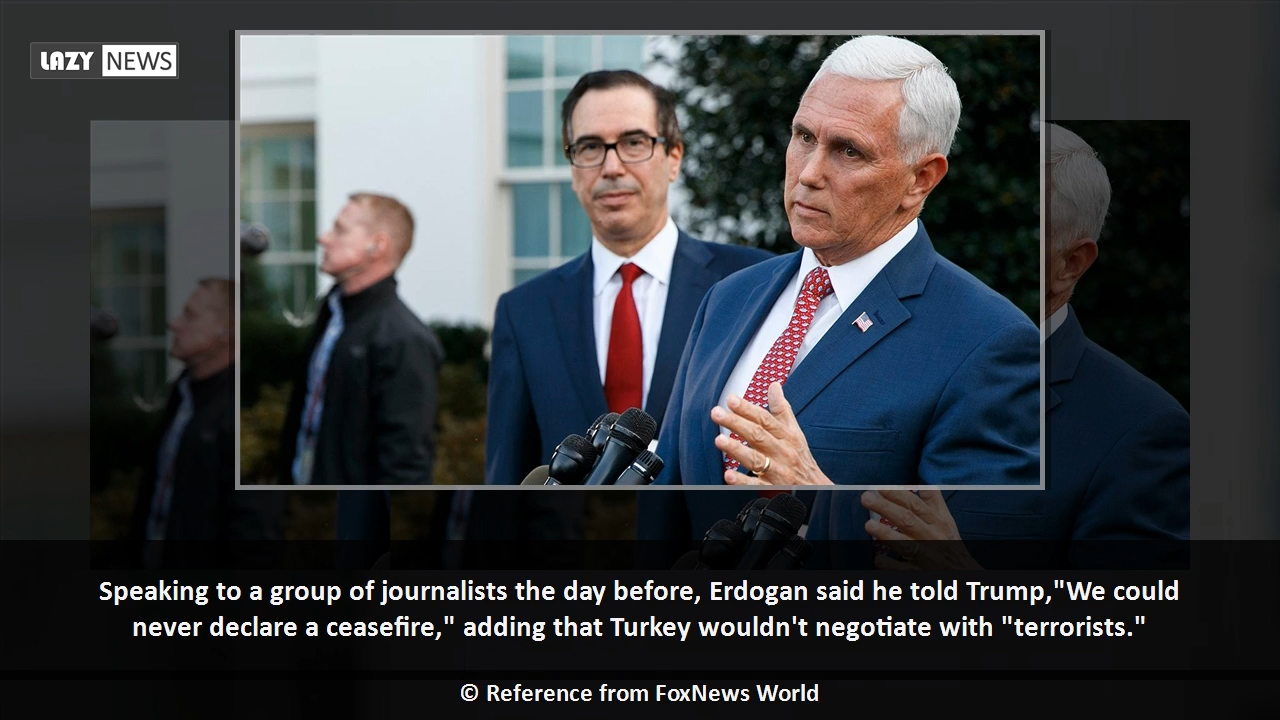 LAZY NEWS
Speaking to a group of journalists the day before, Erdogan said he told Trump,"We could
never declare a ceasefire," adding that Turkey wouldn't negotiate with "terrorists."
© Reference from FoxNews World